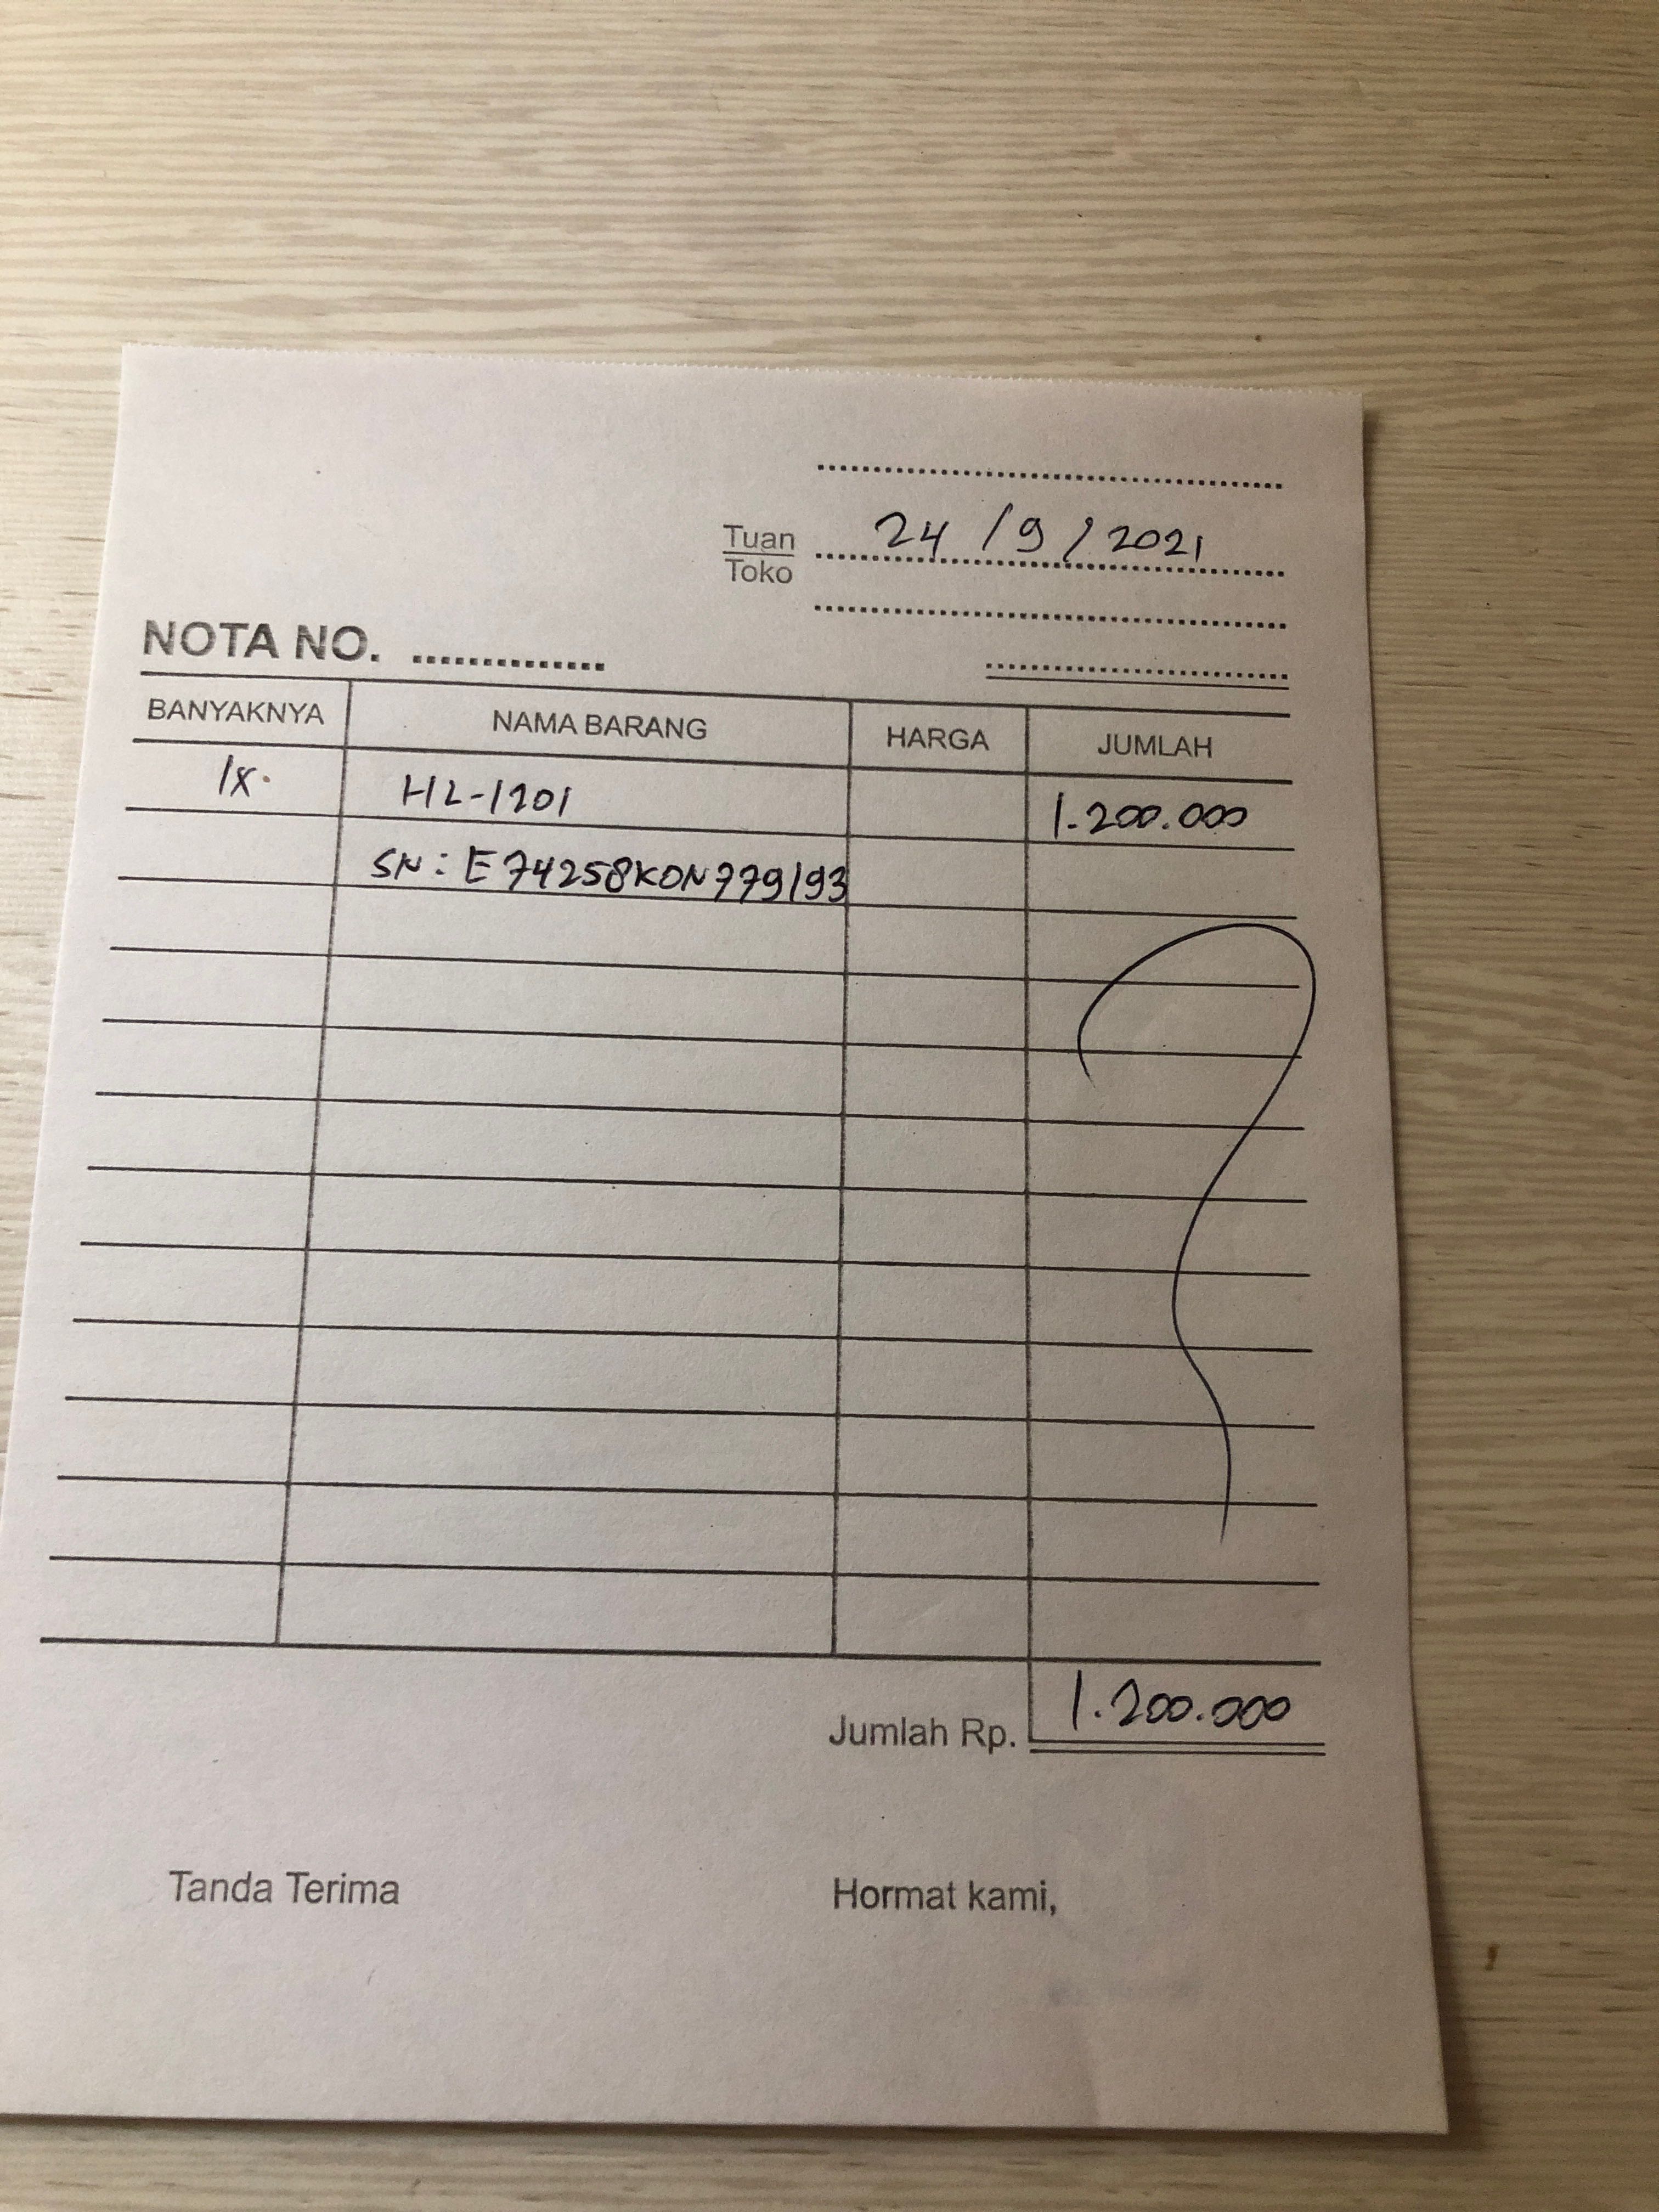 24/9/2021
Tuan
Toko
NOTA NO.
BANYAKNYA NAMA BARANG HARGA JUMLAH
1x. HL-1201 1.200.000
SN: E74258KON779193
Jumlah Rp. 1.200.000
Tanda Terima Hormat kami,